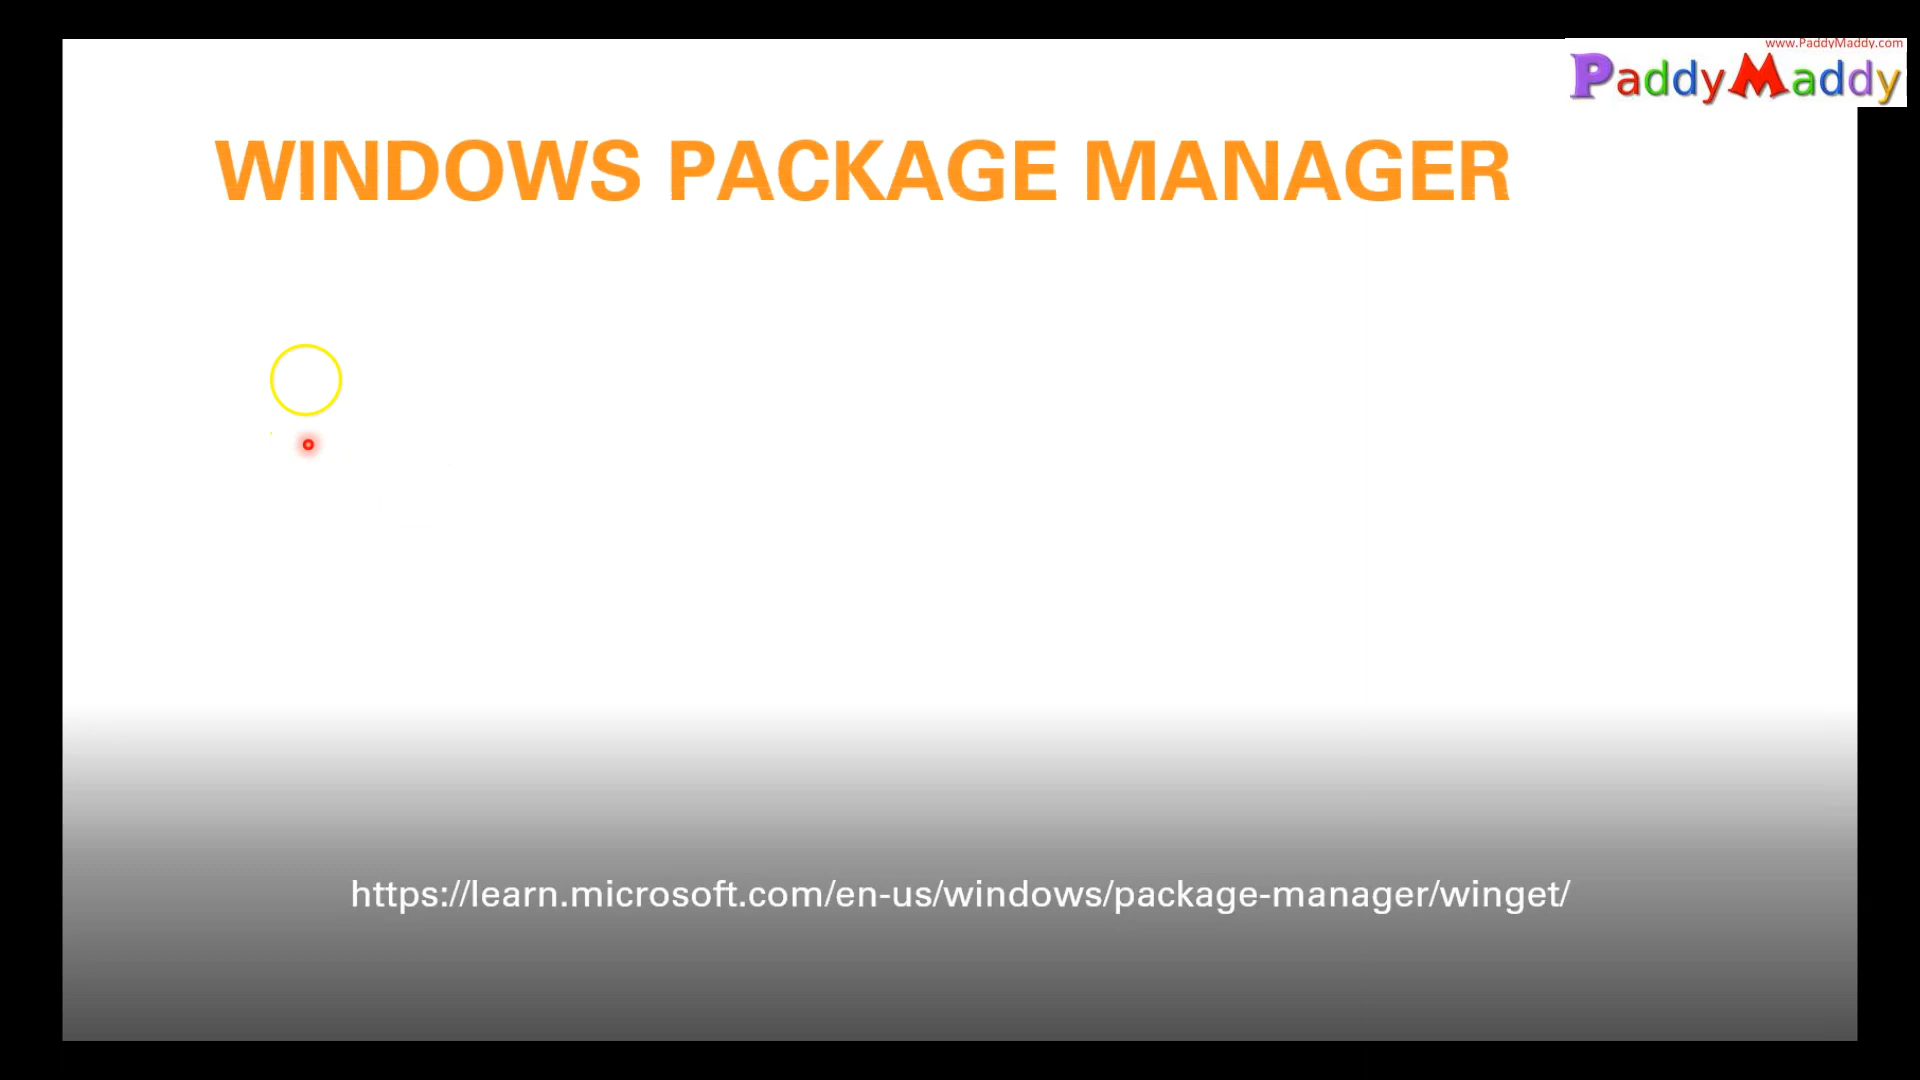 www.PaddyMaddy.com
PaddyMaddy
WINDOWS PACKAGE MANAGER
https://learn.microsoft.com/en-us/windows/package-manager/winget/